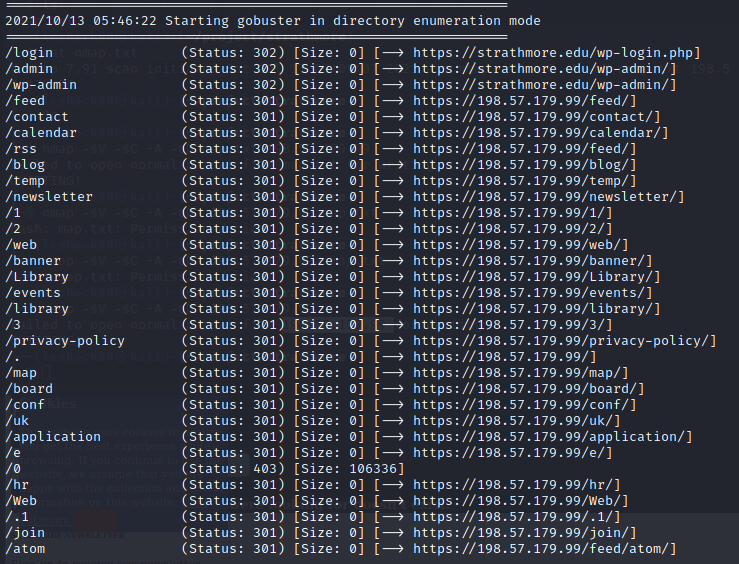 ===============================================================
2021/10/13 05:46:22 Starting gobuster in directory enumeration mode
===============================================================
/login (Status: 302) [Size: 0] [--> https://strathmore.edu/wp-login.php]
/admin (Status: 302) [Size: 0] [--> https://strathmore.edu/wp-admin/]
/wp-admin (Status: 302) [Size: 0] [--> https://strathmore.edu/wp-admin/]
/feed (Status: 301) [Size: 0] [--> https://198.57.179.99/feed/]
/contact (Status: 301) [Size: 0] [--> https://198.57.179.99/contact/]
/calendar (Status: 301) [Size: 0] [--> https://198.57.179.99/calendar/]
/rss (Status: 301) [Size: 0] [--> https://198.57.179.99/feed/]
/blog (Status: 301) [Size: 0] [--> https://198.57.179.99/blog/]
/temp (Status: 301) [Size: 0] [--> https://198.57.179.99/temp/]
/newsletter (Status: 301) [Size: 0] [--> https://198.57.179.99/newsletter/]
/1 (Status: 301) [Size: 0] [--> https://198.57.179.99/1/]
/2 (Status: 301) [Size: 0] [--> https://198.57.179.99/2/]
/web (Status: 301) [Size: 0] [--> https://198.57.179.99/web/]
/banner (Status: 301) [Size: 0] [--> https://198.57.179.99/banner/]
/Library (Status: 301) [Size: 0] [--> https://198.57.179.99/Library/]
/events (Status: 301) [Size: 0] [--> https://198.57.179.99/events/]
/library (Status: 301) [Size: 0] [--> https://198.57.179.99/library/]
/3 (Status: 301) [Size: 0] [--> https://198.57.179.99/3/]
/privacy-policy (Status: 301) [Size: 0] [--> https://198.57.179.99/privacy-policy/]
/. (Status: 301) [Size: 0] [--> https://198.57.179.99/]
/map (Status: 301) [Size: 0] [--> https://198.57.179.99/map/]
/board (Status: 301) [Size: 0] [--> https://198.57.179.99/board/]
/conf (Status: 301) [Size: 0] [--> https://198.57.179.99/conf/]
/uk (Status: 301) [Size: 0] [--> https://198.57.179.99/uk/]
/application (Status: 301) [Size: 0] [--> https://198.57.179.99/application/]
/e (Status: 301) [Size: 0] [--> https://198.57.179.99/e/]
/0 (Status: 403) [Size: 106336]
/hr (Status: 301) [Size: 0] [--> https://198.57.179.99/hr/]
/Web (Status: 301) [Size: 0] [--> https://198.57.179.99/Web/]
/.1 (Status: 301) [Size: 0] [--> https://198.57.179.99/.1/]
/join (Status: 301) [Size: 0] [--> https://198.57.179.99/join/]
/atom (Status: 301) [Size: 0] [--> https://198.57.179.99/feed/atom/]